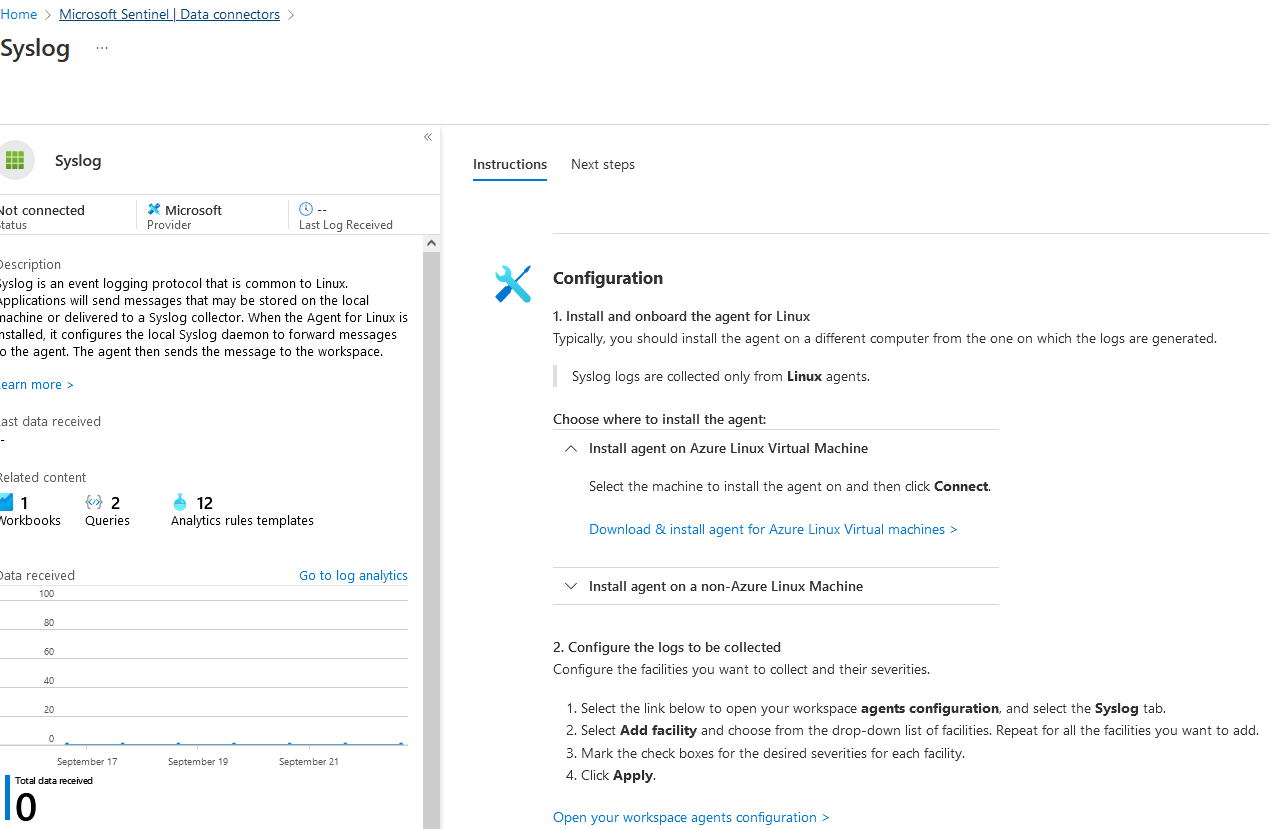 Home > Microsoft Sentinel | Data connectors >
Syslog ...
«
Syslog
Not connected
Status
Microsoft
Provider
--
Last Log Received
Description
Syslog is an event logging protocol that is common to Linux.
Applications will send messages that may be stored on the local
machine or delivered to a Syslog collector. When the Agent for Linux is
installed, it configures the local Syslog daemon to forward messages
to the agent. The agent then sends the message to the workspace.
Learn more >
Last data received
--
Related content
1
Workbooks
2
Queries
12
Analytics rules templates
Data received
Go to log analytics
100
80
60
40
20
0
September 17
September 19
September 21
Total data received
0
Instructions
Next steps
Configuration
1. Install and onboard the agent for Linux
Typically, you should install the agent on a different computer from the one on which the logs are generated.
Syslog logs are collected only from Linux agents.
Choose where to install the agent:
Install agent on Azure Linux Virtual Machine
Select the machine to install the agent on and then click Connect.
Download & install agent for Azure Linux Virtual machines >
Install agent on a non-Azure Linux Machine
2. Configure the logs to be collected
Configure the facilities you want to collect and their severities.
1. Select the link below to open your workspace agents configuration, and select the Syslog tab.
2. Select Add facility and choose from the drop-down list of facilities. Repeat for all the facilities you want to add.
3. Mark the check boxes for the desired severities for each facility.
4. Click Apply.
Open your workspace agents configuration >